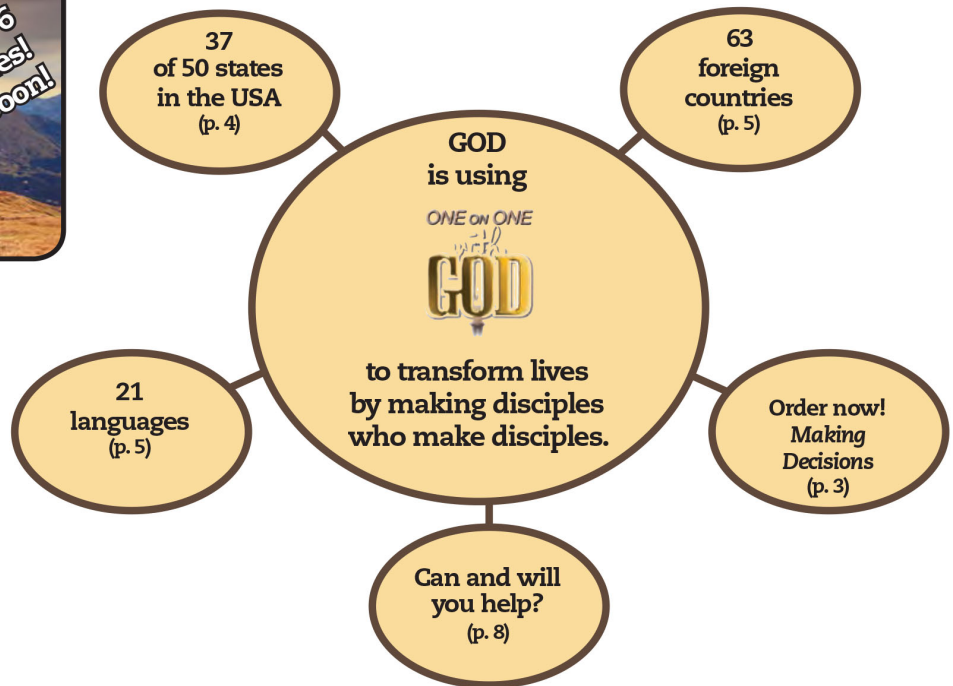 37
of 50 states
in the USA
(p. 4)
63
foreign
countries
(p. 5)
GOD
is using
ONE ON ONE
with
GOD
to transform lives
by making disciples
who make disciples.
21
languages
(p. 5)
Order now!
Making
Decisions
(p. 3)
Can and will
you help?
(p. 8)